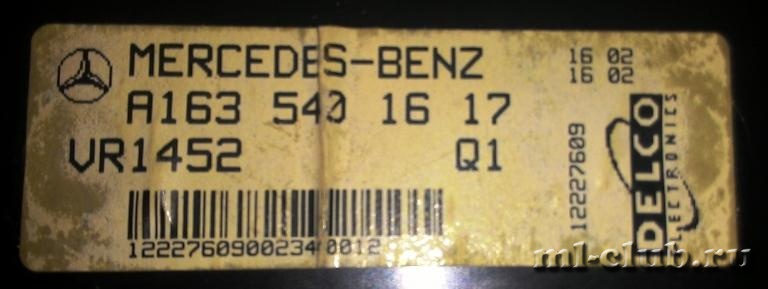 MERCEDES-BENZ
A163 540 16 17
VR1452 Q1
16 02
16 02
12227609
DELCO
ELECTRONICS
12227609002340012
ml-club.ru